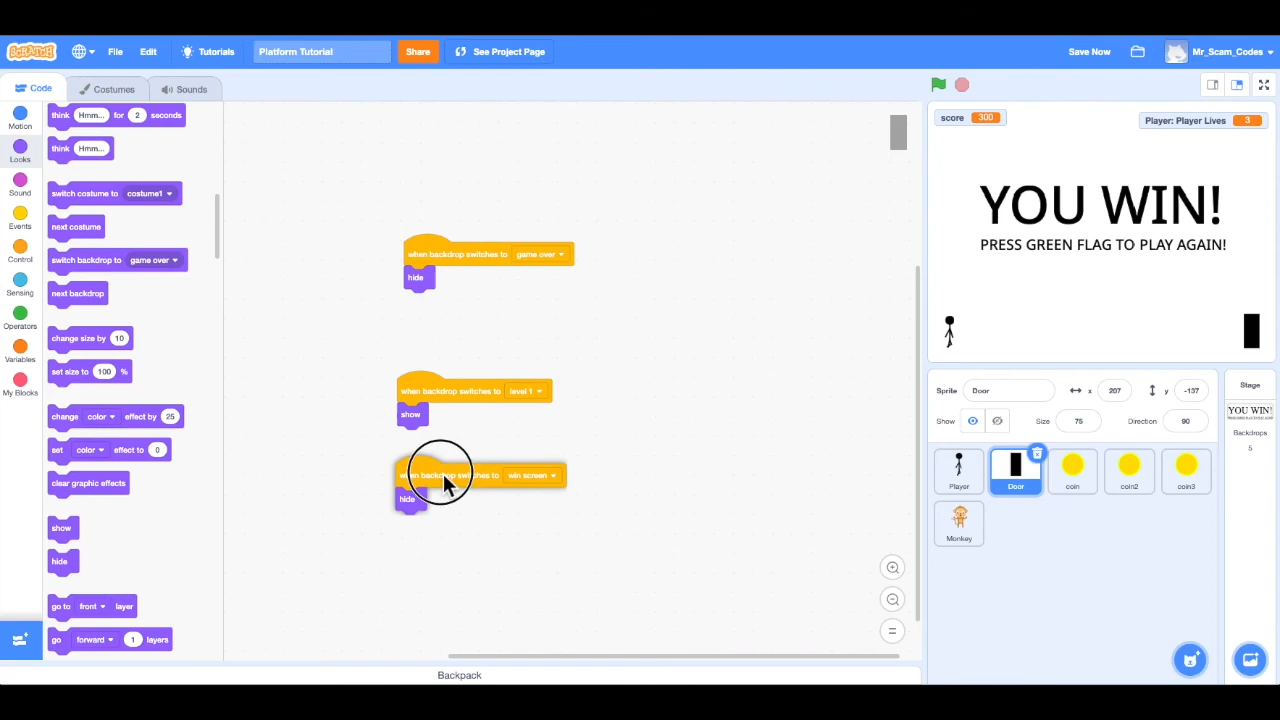 SCRATCH File Edit Tutorials Platform Tutorial Share See Project Page Save Now Mr_Scam_Codes
Code Costumes Sounds
Motion
Looks
Sound
Events
Control
Sensing
Operators
Variables
My Blocks
think Hmm... for 2 seconds
think Hmm...
switch costume to costume1
next costume
switch backdrop to game over
next backdrop
change size by 10
set size to 100 %
change color effect by 25
set color effect to 0
clear graphic effects
show
hide
go to front layer
go forward 1 layers
when backdrop switches to game over
hide
when backdrop switches to level 1
show
when backdrop switches to win screen
hide
Backpack
score 300
Player: Player Lives 3
YOU WIN!
PRESS GREEN FLAG TO PLAY AGAIN!
Sprite Door x 207 y -137
Show Size 75 Direction 90
Player Door coin coin2 coin3
Monkey
Stage
YOU WIN!
Backdrops
5